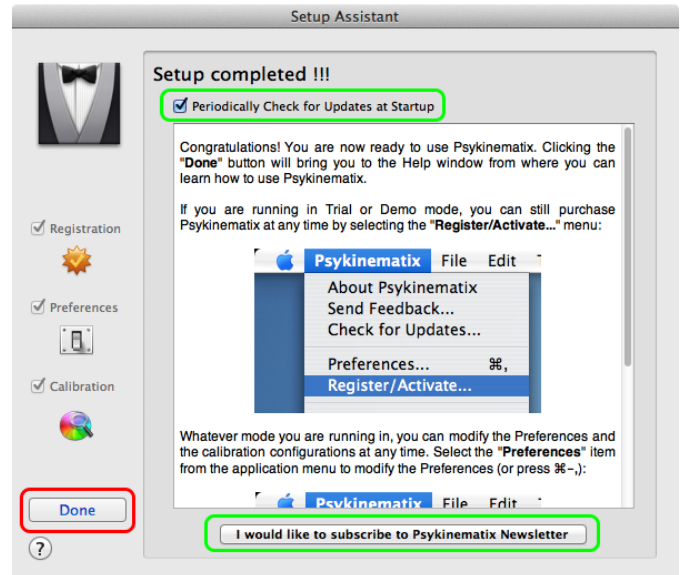 Setup Assistant
Setup completed !!!
Periodically Check for Updates at Startup
Congratulations! You are now ready to use Psykinematix. Clicking the
"Done" button will bring you to the Help window from where you can
learn how to use Psykinematix.
If you are running in Trial or Demo mode, you can still purchase
Psykinematix at any time by selecting the "Register/Activate..." menu:
Psykinematix File Edit
About Psykinematix
Send Feedback...
Check for Updates...
Preferences... ⌘,
Register/Activate...
Whatever mode you are running in, you can modify the Preferences and
the calibration configurations at any time. Select the "Preferences" item
from the application menu to modify the Preferences (or press ⌘-,):
Psykinematix File Edit
Registration
Preferences
Calibration
Done
?
I would like to subscribe to Psykinematix Newsletter